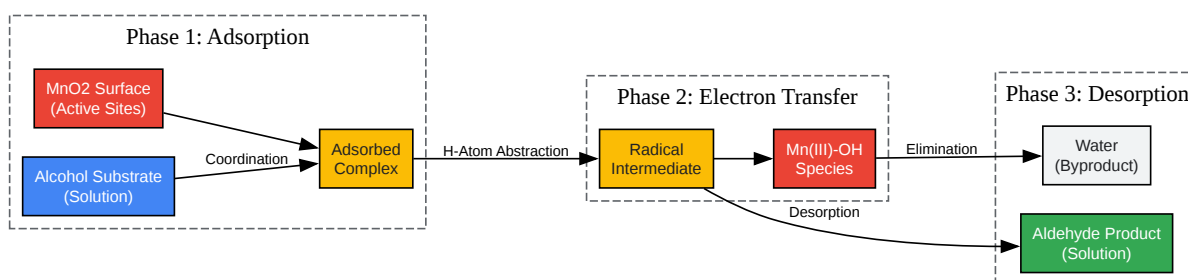 Phase 1: Adsorption
MnO2 Surface
(Active Sites)
Alcohol Substrate
(Solution)
Coordination
Adsorbed
Complex
H-Atom Abstraction
Phase 2: Electron Transfer
Radical
Intermediate
Mn(III)-OH
Species
Elimination
Desorption
Phase 3: Desorption
Water
(Byproduct)
Aldehyde Product
(Solution)